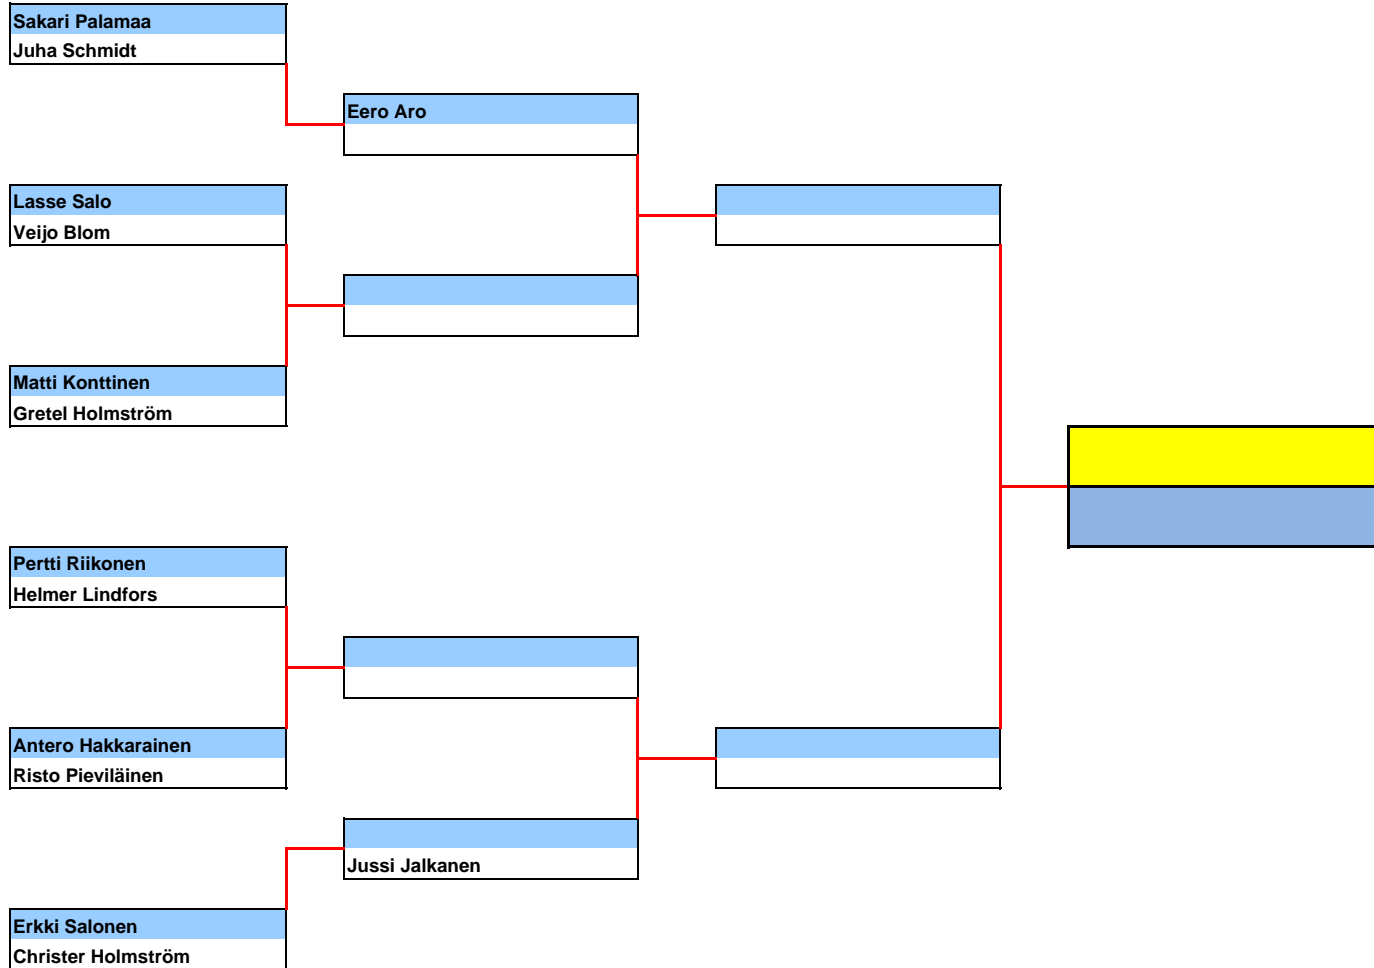 Sakari Palamaa
Juha Schmidt
Eero Aro
Lasse Salo
Veijo Blom
Matti Konttinen
Gretel Holmström
Pertti Riikonen
Helmer Lindfors
Antero Hakkarainen
Risto Pieviläinen
Jussi Jalkanen
Erkki Salonen
Christer Holmström